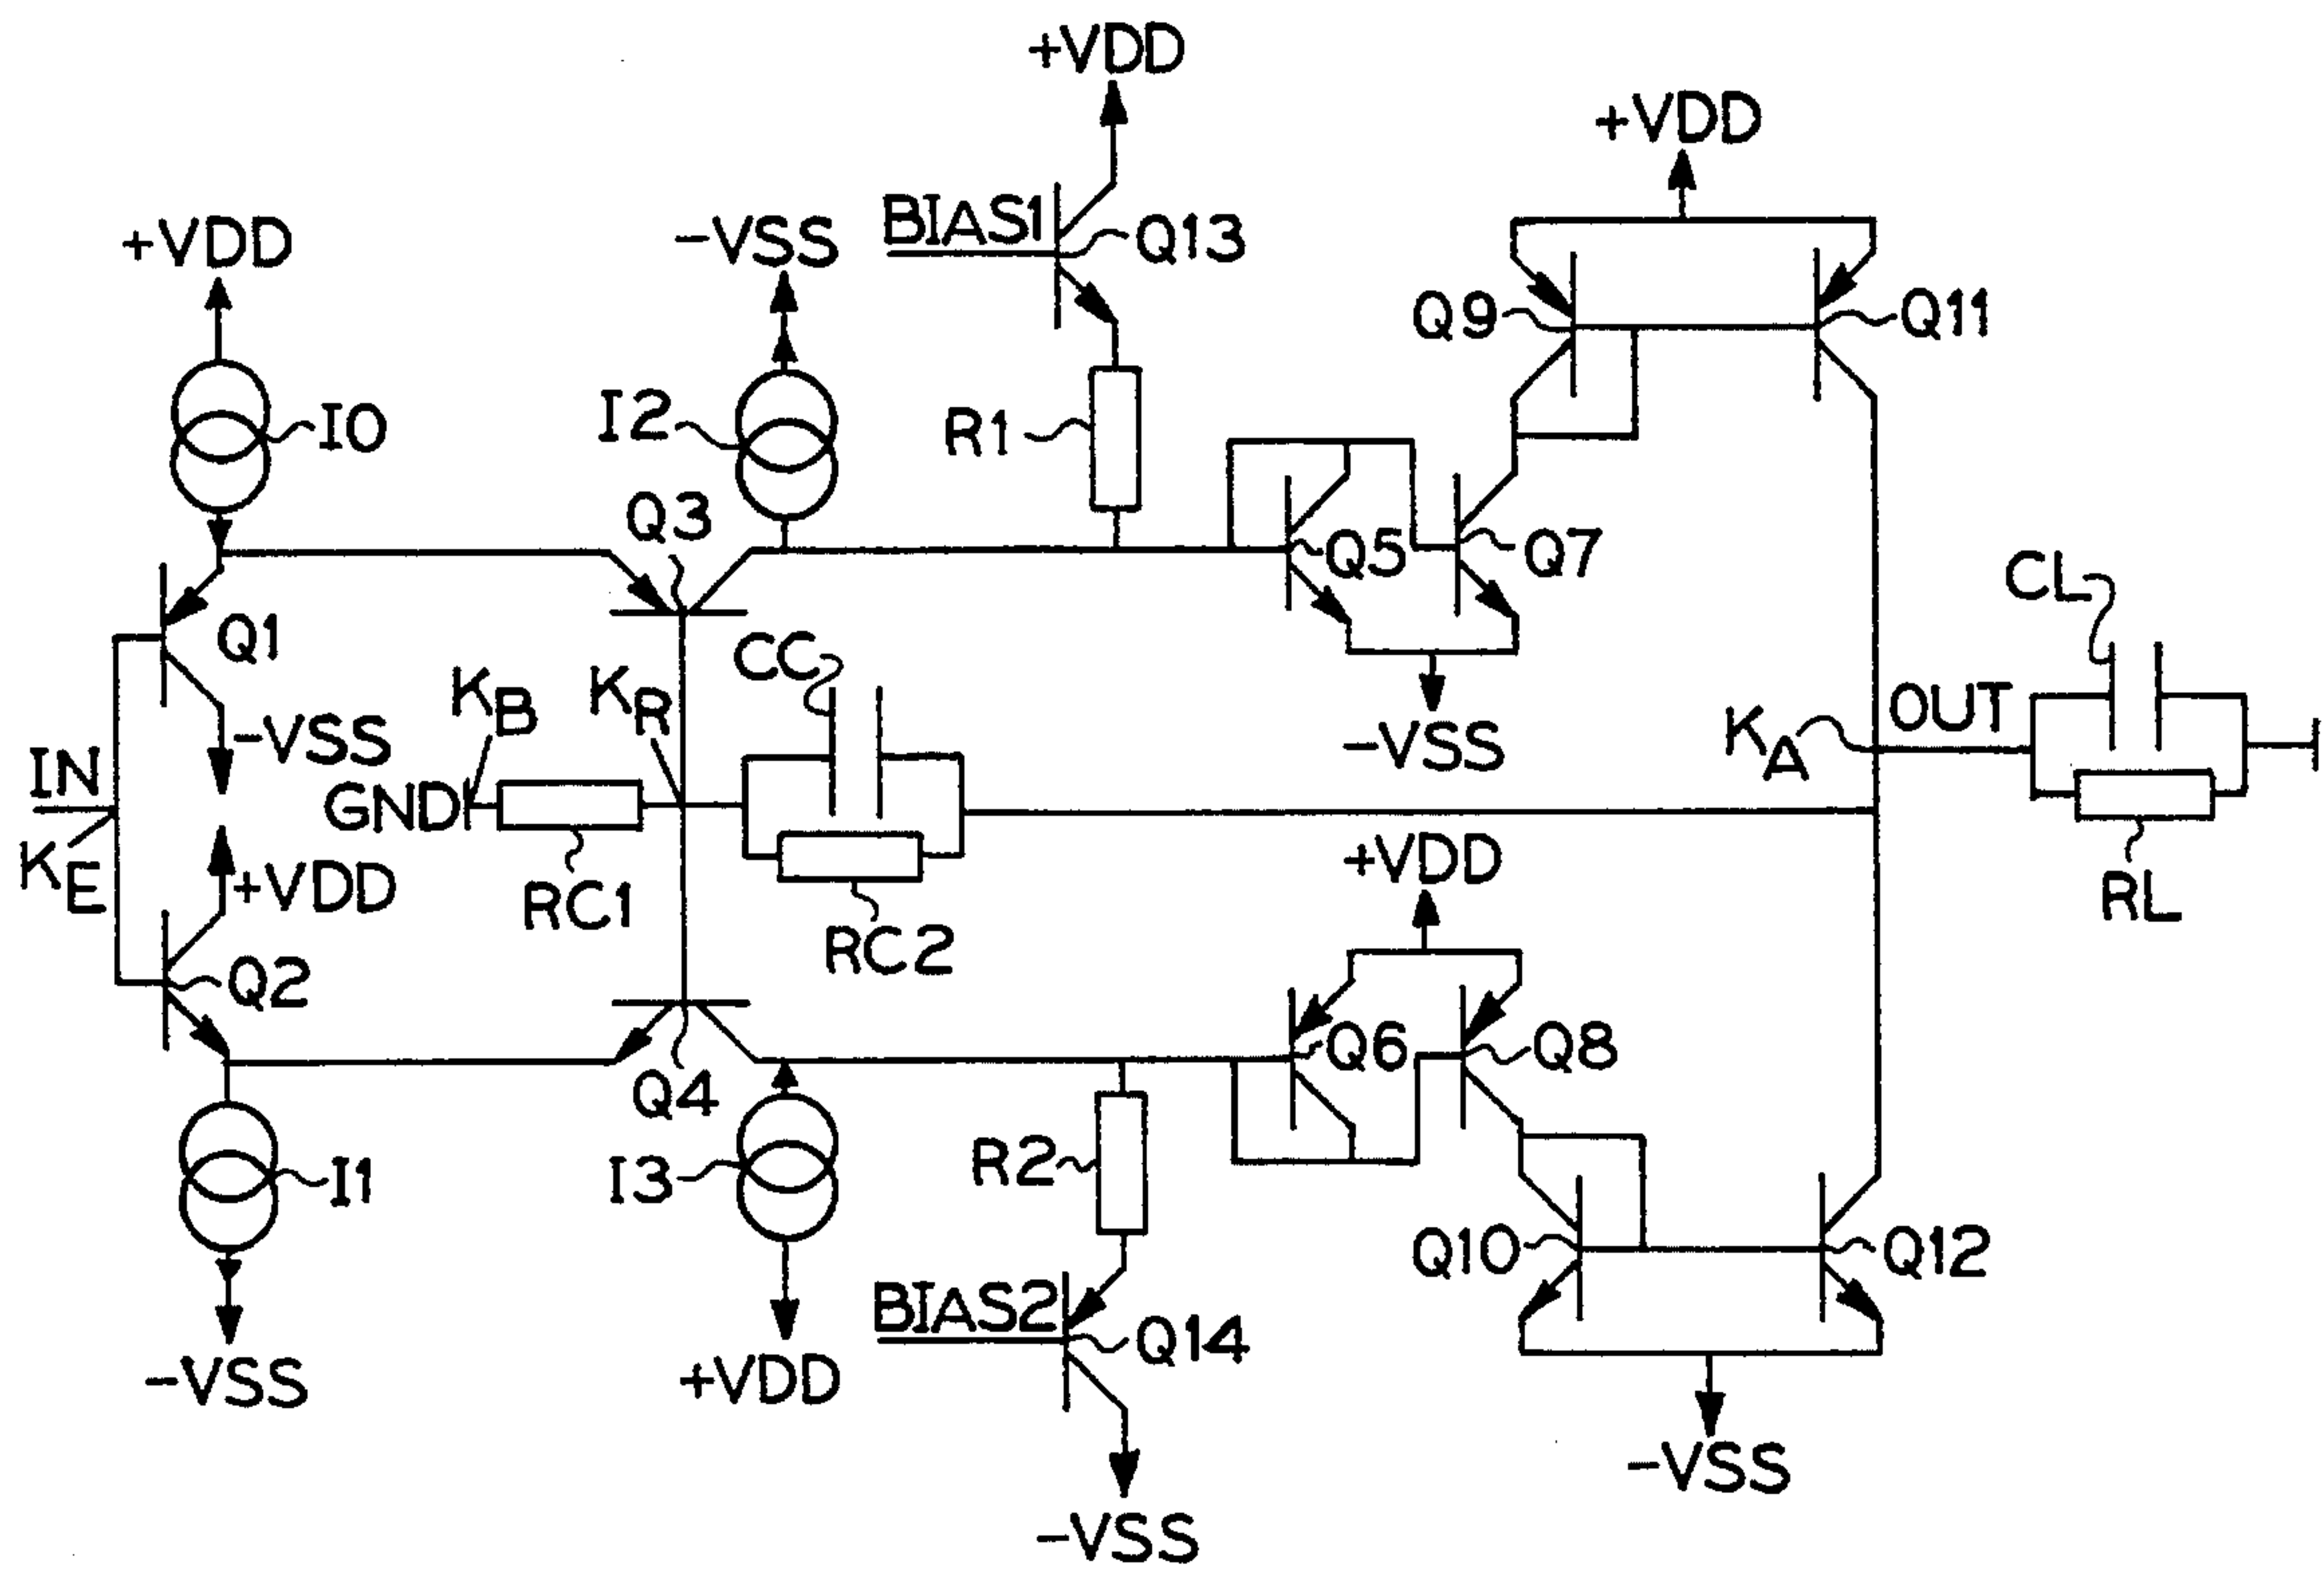 +VDD
+VDD
+VDD
-VSS
BIAS1
Q13
Q9
Q11
I0
I2
R1
Q3
Q5
Q7
CL
Q1
CC
KB
KR
-VSS
-VSS
OUT
KA
IN
GND
KE
+VDD
+VDD
RC1
RL
RC2
Q2
Q6
Q8
Q4
I1
I3
R2
Q10
Q12
BIAS2
Q14
-VSS
+VDD
-VSS
-VSS